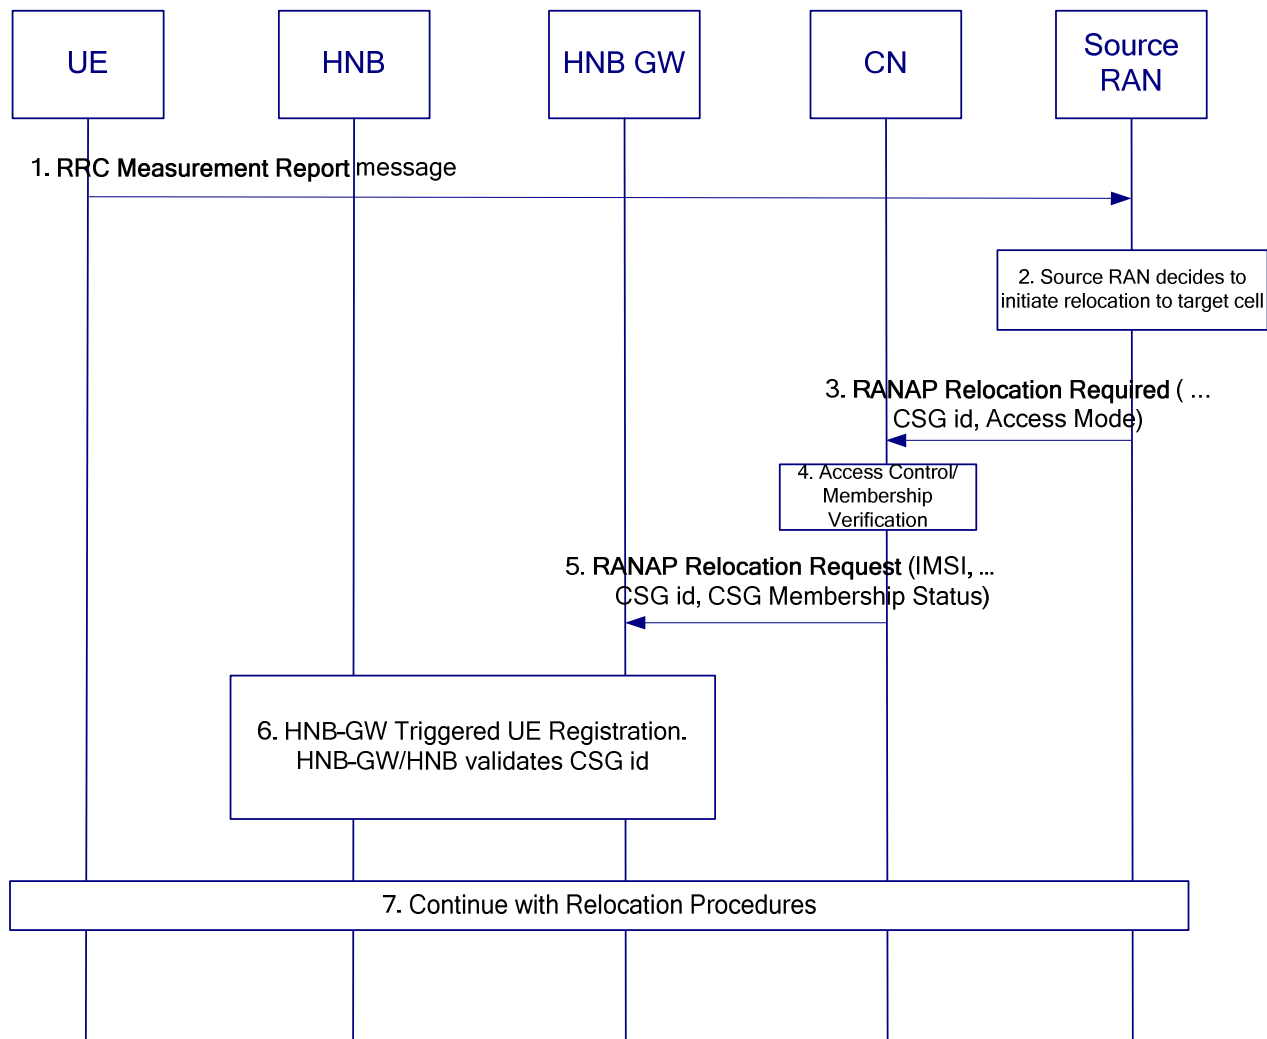 UE
HNB
HNB GW
CN
Source
RAN
1. RRC Measurement Report message
2. Source RAN decides to
initiate relocation to target cell
3. RANAP Relocation Required ( ...
CSG id, Access Mode)
4. Access Control/
Membership
Verification
5. RANAP Relocation Request (IMSI, ...
CSG id, CSG Membership Status)
6. HNB-GW Triggered UE Registration.
HNB-GW/HNB validates CSG id
7. Continue with Relocation Procedures